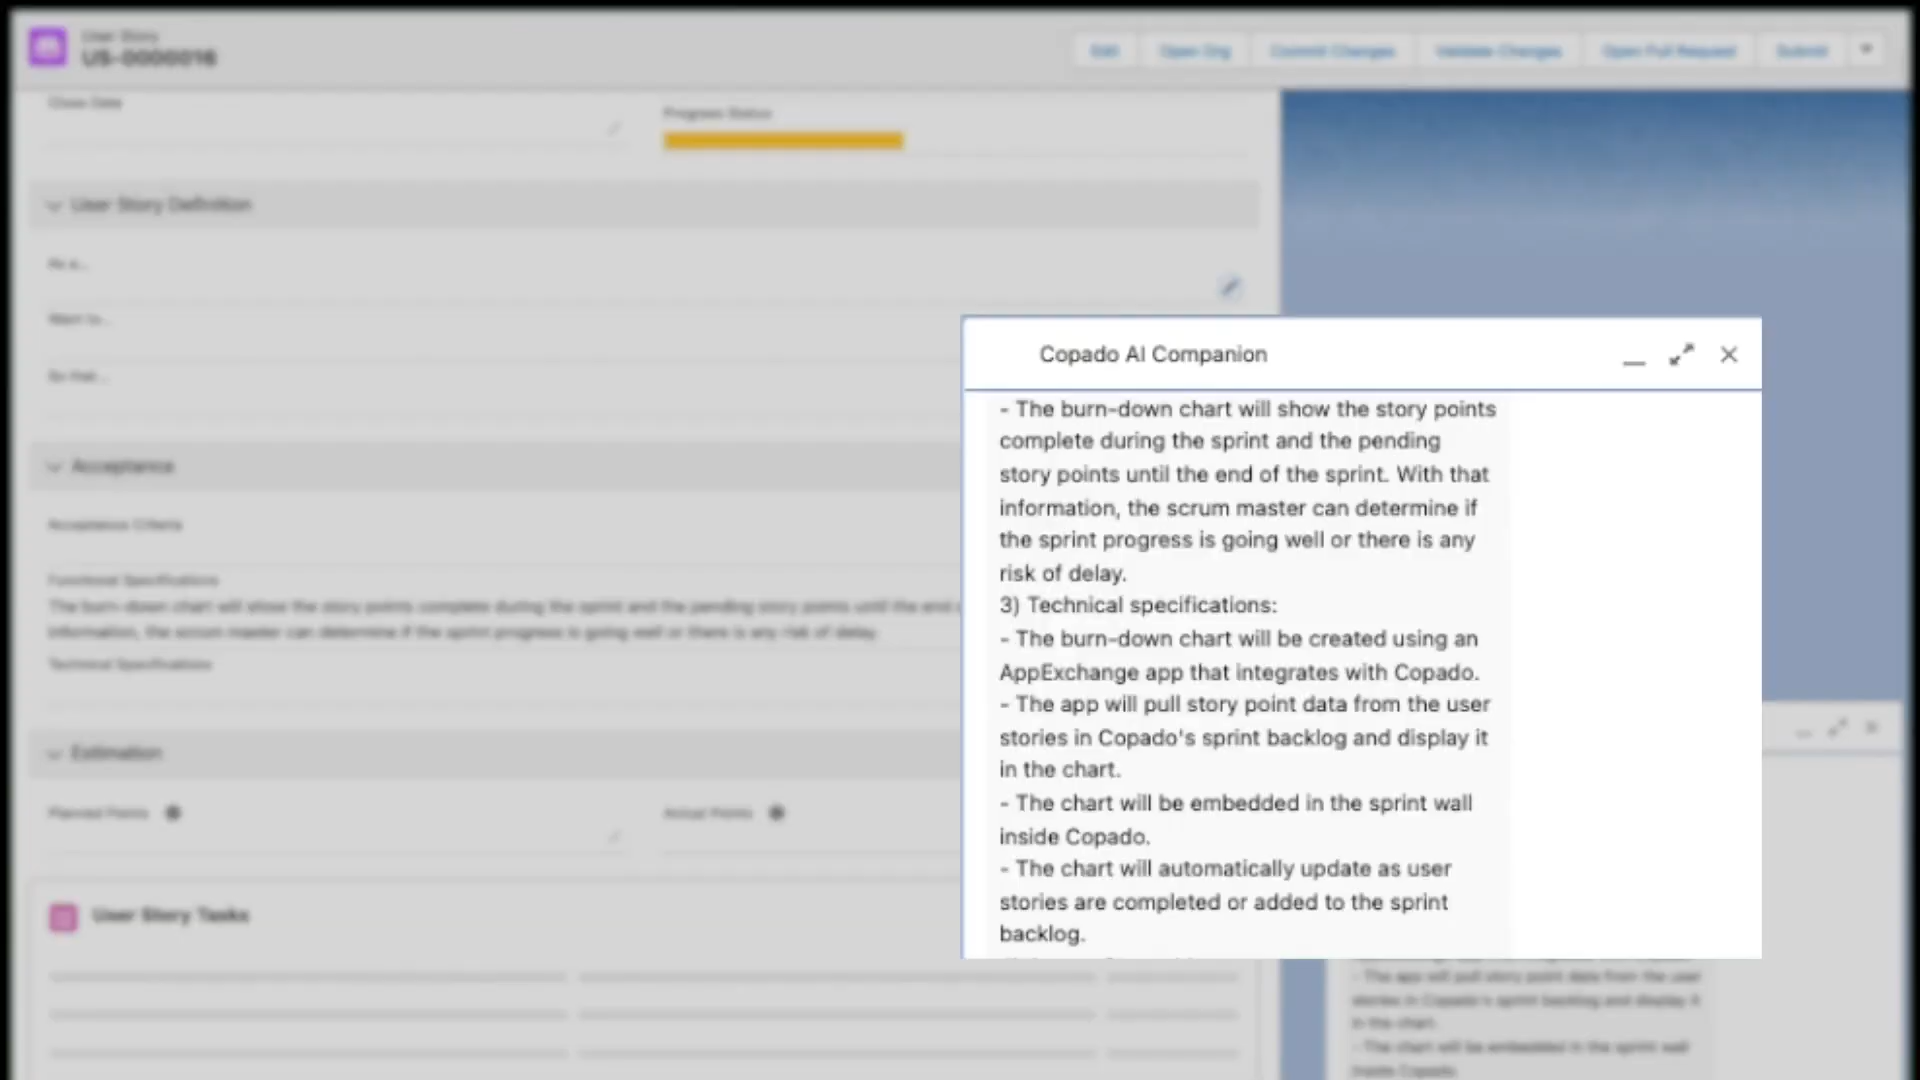 User Story
US-0000016
Edit
Open Org
Commit Changes
Validate Changes
Open Pull Request
Submit
Close Date
Progress Status
User Story Definition
As a...
Want to...
So that...
Acceptance
Acceptance Criteria
Functional Specifications
The burn-down chart will show the story points complete during the sprint and the pending story points until the end
information, the scrum master can determine if the sprint progress is going well or there is any risk of delay.
Technical Specifications
Estimation
Planned Points
Actual Points
User Story Tasks
Copado AI Companion
- The burn-down chart will show the story points
complete during the sprint and the pending
story points until the end of the sprint. With that
information, the scrum master can determine if
the sprint progress is going well or there is any
risk of delay.
3) Technical specifications:
- The burn-down chart will be created using an
AppExchange app that integrates with Copado.
- The app will pull story point data from the user
stories in Copado's sprint backlog and display it
in the chart.
- The chart will be embedded in the sprint wall
inside Copado.
- The chart will automatically update as user
stories are completed or added to the sprint
backlog.
- The app will pull story point data from the user
stories in Copado's sprint backlog and display it
in the chart.
- The chart will be embedded in the sprint wall
inside Copado.